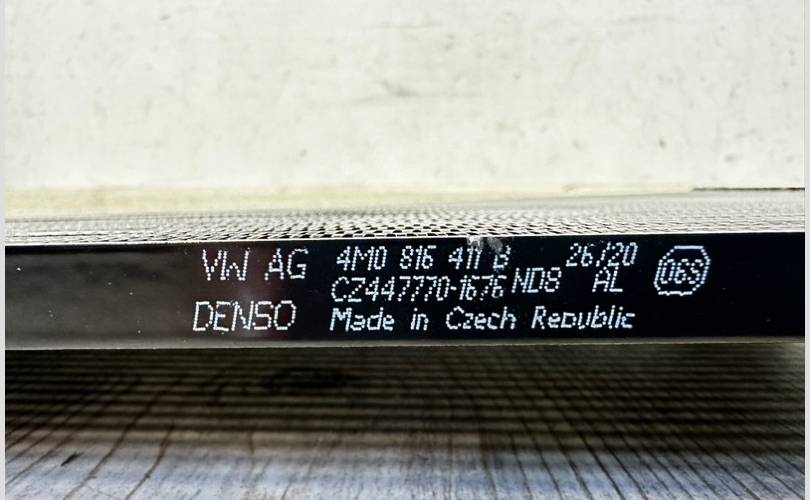 VW AG 4M0 816 411 B 26/20
CZ447770-1676 ND8 AL
DENSO Made in Czech Republic